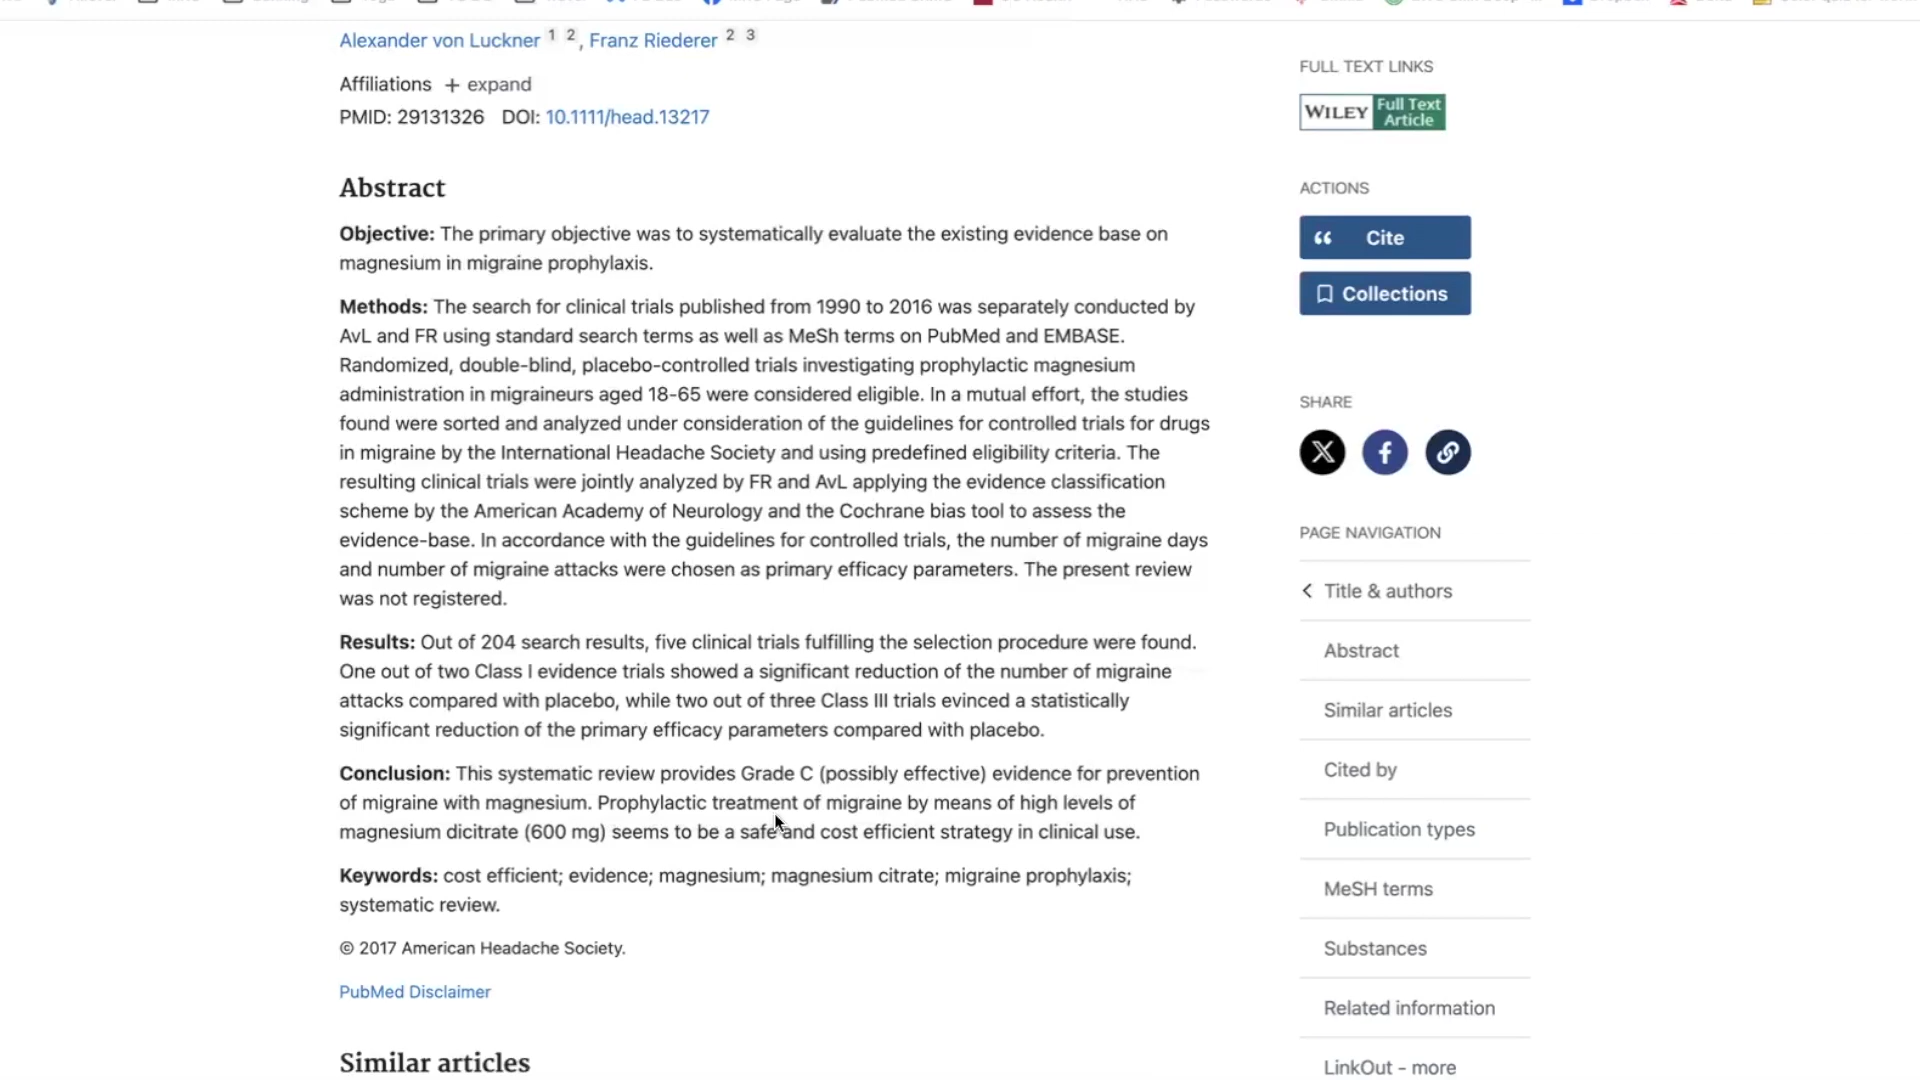 Alexander von Luckner 1 2, Franz Riederer 2 3
Affiliations + expand
PMID: 29131326 DOI: 10.1111/head.13217
Abstract
Objective: The primary objective was to systematically evaluate the existing evidence base on
magnesium in migraine prophylaxis.
Methods: The search for clinical trials published from 1990 to 2016 was separately conducted by
AvL and FR using standard search terms as well as MeSh terms on PubMed and EMBASE.
Randomized, double-blind, placebo-controlled trials investigating prophylactic magnesium
administration in migraineurs aged 18-65 were considered eligible. In a mutual effort, the studies
found were sorted and analyzed under consideration of the guidelines for controlled trials for drugs
in migraine by the International Headache Society and using predefined eligibility criteria. The
resulting clinical trials were jointly analyzed by FR and AvL applying the evidence classification
scheme by the American Academy of Neurology and the Cochrane bias tool to assess the
evidence-base. In accordance with the guidelines for controlled trials, the number of migraine days
and number of migraine attacks were chosen as primary efficacy parameters. The present review
was not registered.
Results: Out of 204 search results, five clinical trials fulfilling the selection procedure were found.
One out of two Class I evidence trials showed a significant reduction of the number of migraine
attacks compared with placebo, while two out of three Class III trials evinced a statistically
significant reduction of the primary efficacy parameters compared with placebo.
Conclusion: This systematic review provides Grade C (possibly effective) evidence for prevention
of migraine with magnesium. Prophylactic treatment of migraine by means of high levels of
magnesium dicitrate (600 mg) seems to be a safe and cost efficient strategy in clinical use.
Keywords: cost efficient; evidence; magnesium; magnesium citrate; migraine prophylaxis;
systematic review.
© 2017 American Headache Society.
PubMed Disclaimer
Similar articles
FULL TEXT LINKS
WILEY Full Text
Article
ACTIONS
Cite
Collections
SHARE
PAGE NAVIGATION
Title & authors
Abstract
Similar articles
Cited by
Publication types
MeSH terms
Substances
Related information
LinkOut - more